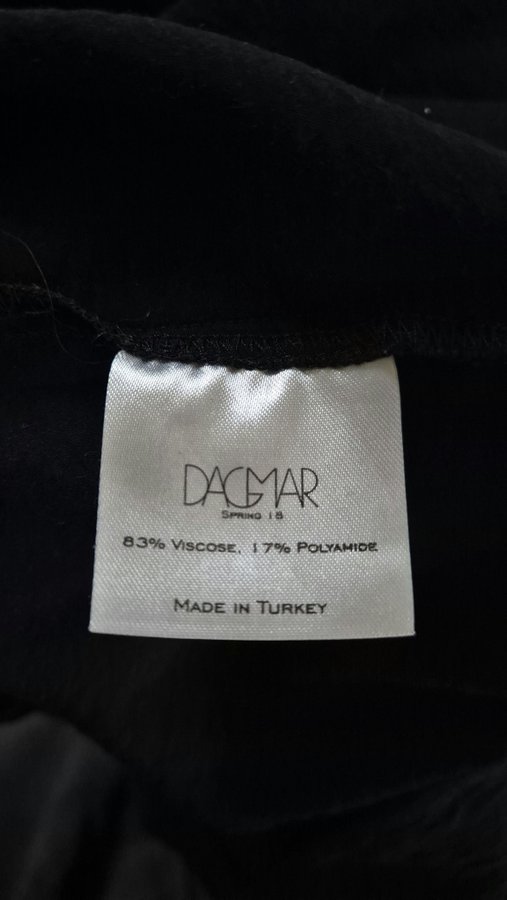 DAGMAR
SPRING 18
83% VISCOSE, 17% POLYAMIDE
MADE IN TURKEY